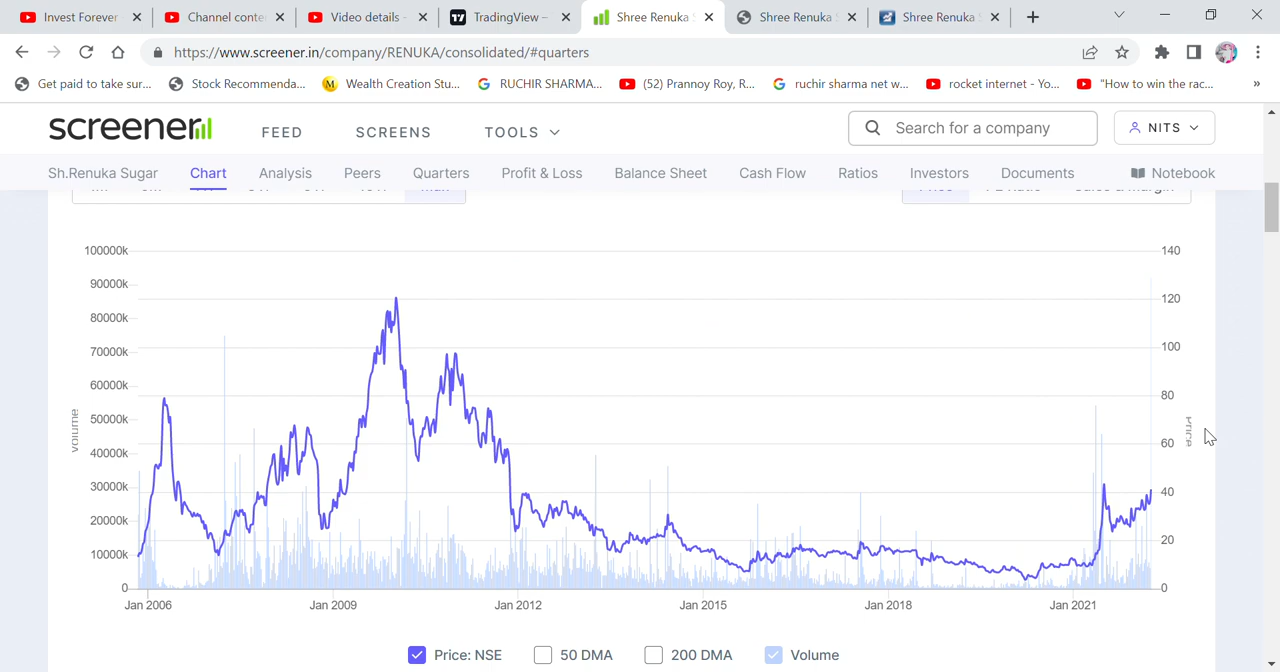 Invest Forever
Channel conte
Video details -
TradingView –
Shree Renuka S
Shree Renuka S
Shree Renuka S
https://www.screener.in/company/RENUKA/consolidated/#quarters
Get paid to take sur...
Stock Recommenda...
M
Wealth Creation Stu...
RUCHIR SHARMA...
(52) Prannoy Roy, R...
ruchir sharma net w...
rocket internet - Yo...
"How to win the rac...
»
screener
FEED
SCREENS
TOOLS
Search for a company
NITS
Sh.Renuka Sugar
Chart
Analysis
Peers
Quarters
Profit & Loss
Balance Sheet
Cash Flow
Ratios
Investors
Documents
Notebook
100000k
90000k
80000k
70000k
60000k
50000k
40000k
30000k
20000k
10000k
0
Volume
140
120
100
80
60
40
20
0
Price
Jan 2006
Jan 2009
Jan 2012
Jan 2015
Jan 2018
Jan 2021
Price: NSE
50 DMA
200 DMA
Volume